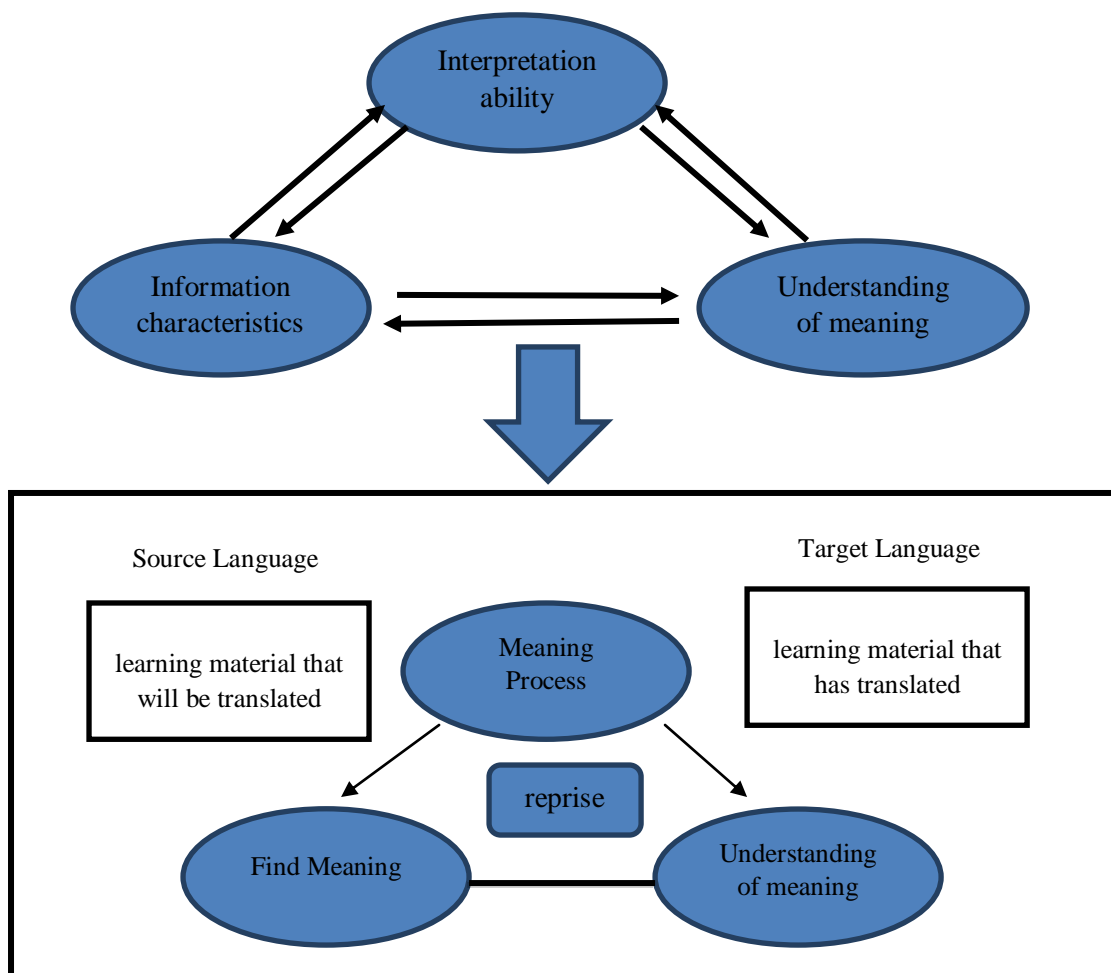 Interpretation
ability
Information
characteristics
Understanding
of meaning
Source Language
Target Language
learning material that
will be translated
Meaning
Process
learning material that
has translated
reprise
Find Meaning
Understanding
of meaning